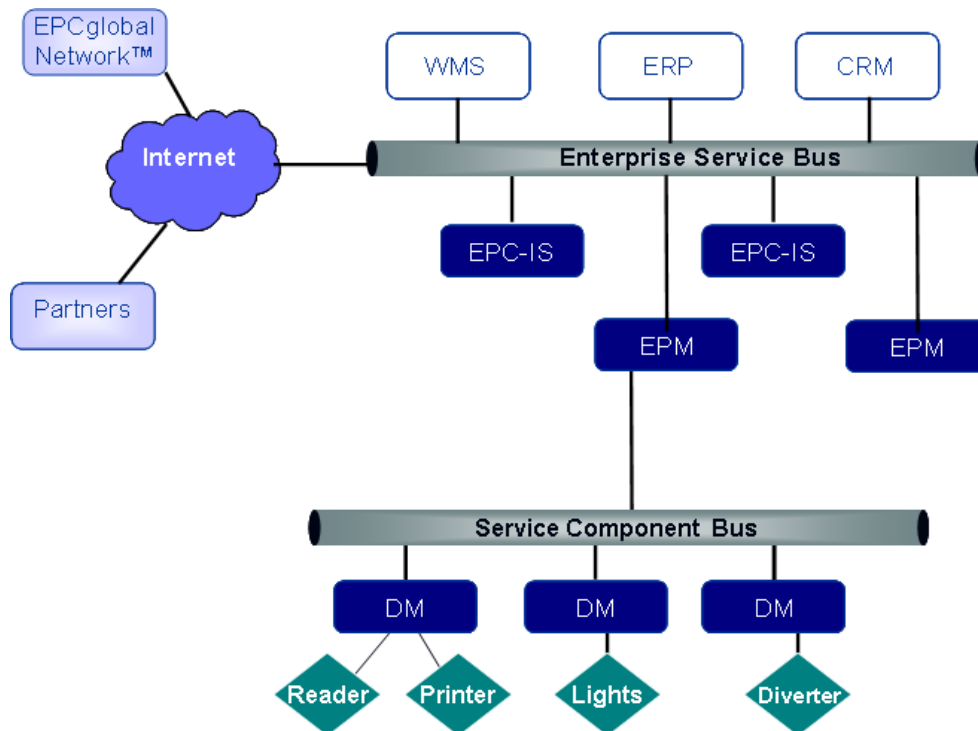 EPCglobal
Network™
WMS
ERP
CRM
Internet
Enterprise Service Bus
EPC-IS
EPC-IS
Partners
EPM
EPM
Service Component Bus
DM
DM
DM
Reader
Printer
Lights
Diverter